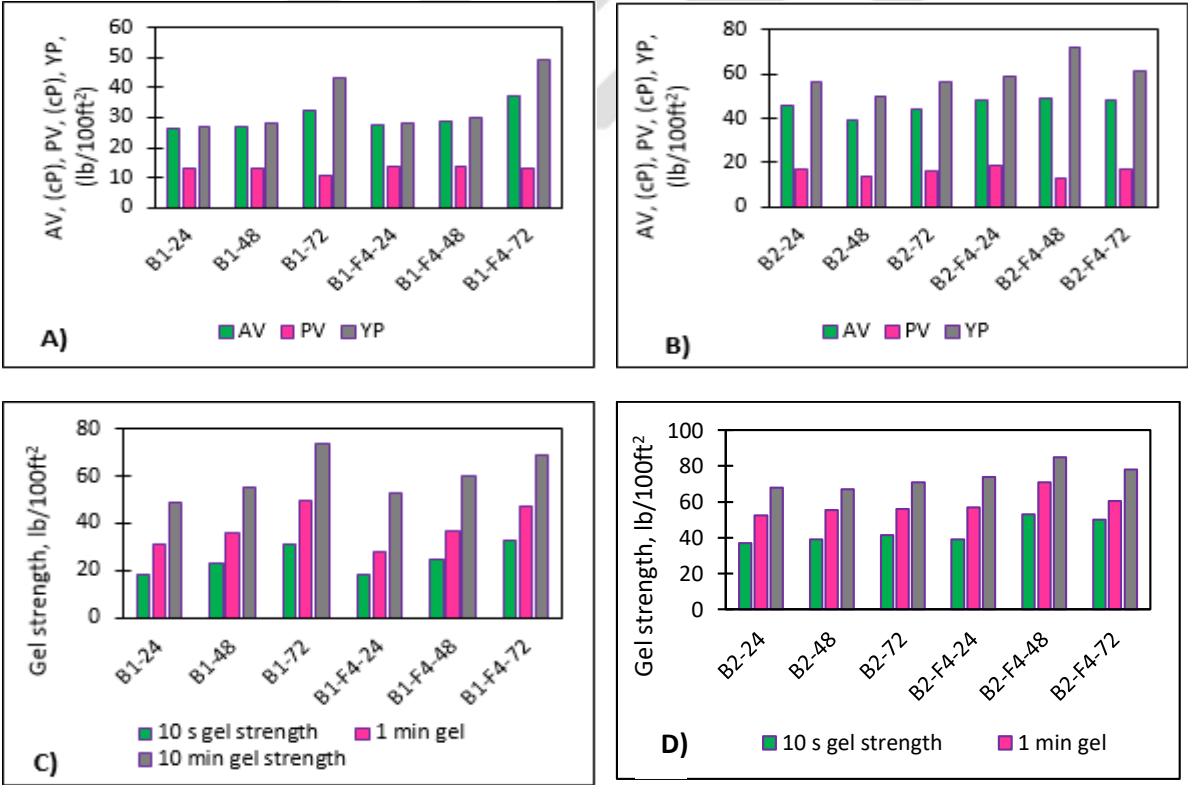 AV, (cP), PV, (cP), YP,
(lb/100ft²)
60
50
40
30
20
10
0
B1-24
B1-48
B1-72
B1-F4-24
B1-F4-48
B1-F4-72
AV PV YP
A)
AV, (cP), PV, (cP), YP,
(lb/100ft²)
80
60
40
20
0
B2-24
B2-48
B2-72
B2-F4-24
B2-F4-48
B2-F4-72
AV PV YP
B)
Gel strength, lb/100ft²
80
60
40
20
0
B1-24
B1-48
B1-72
B1-F4-24
B1-F4-48
B1-F4-72
10 s gel strength 1 min gel
10 min gel strength
C)
Gel strength, lb/100ft²
100
80
60
40
20
0
B2-24
B2-48
B2-72
B2-F4-24
B2-F4-48
B2-F4-72
10 s gel strength 1 min gel
D)